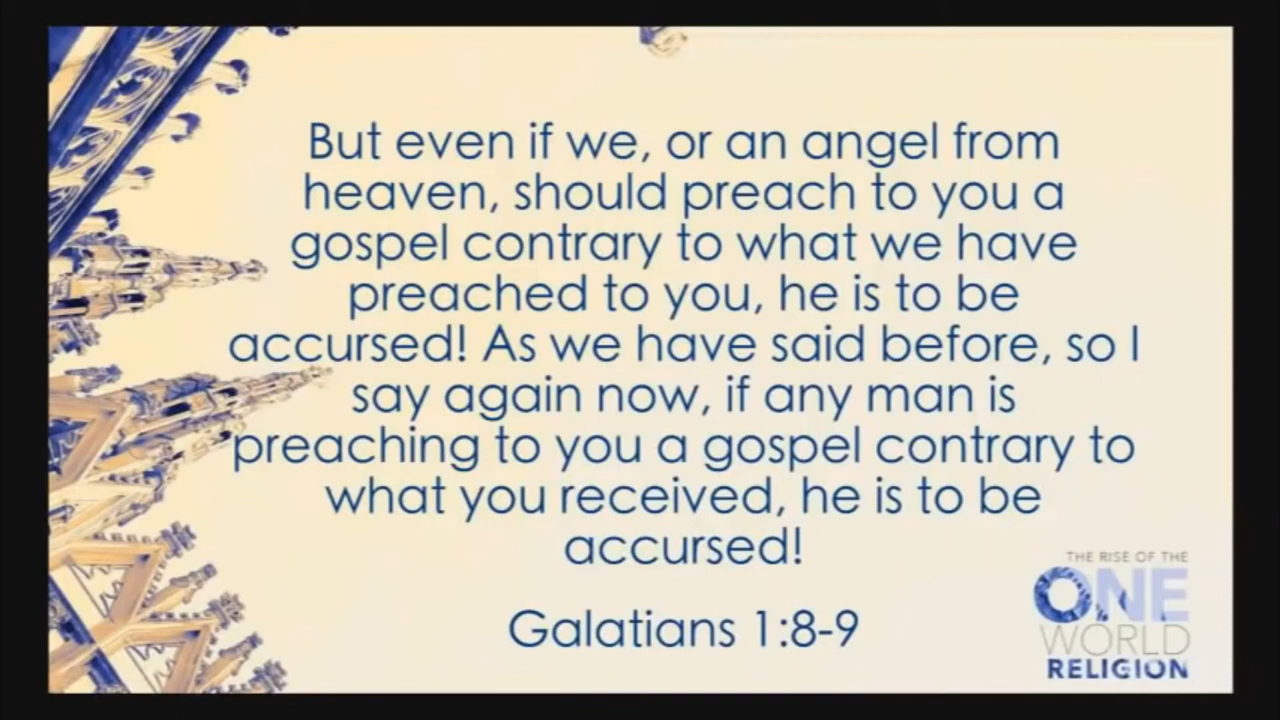 But even if we, or an angel from
heaven, should preach to you a
gospel contrary to what we have
preached to you, he is to be
accursed! As we have said before, so I
say again now, if any man is
preaching to you a gospel contrary to
what you received, he is to be
accursed!
Galatians 1:8-9
THE RISE OF THE
ONE
WORLD
RELIGION